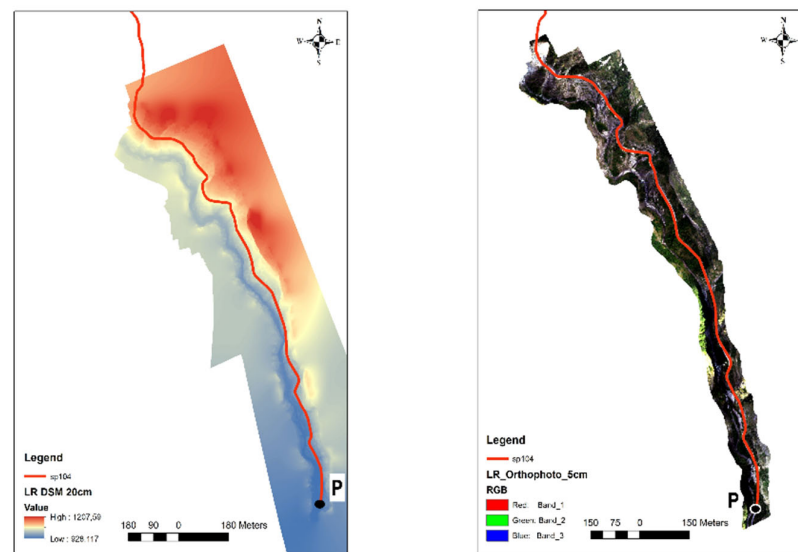 N
W E
S
P
Legend
sp104
LR DSM 20cm
Value
High : 1207,59
Low : 928,117
180 90 0 180 Meters
N
W E
S
P
Legend
sp104
LR_Orthophoto_5cm
RGB
Red: Band_1
Green: Band_2
Blue: Band_3
150 75 0 150 Meters